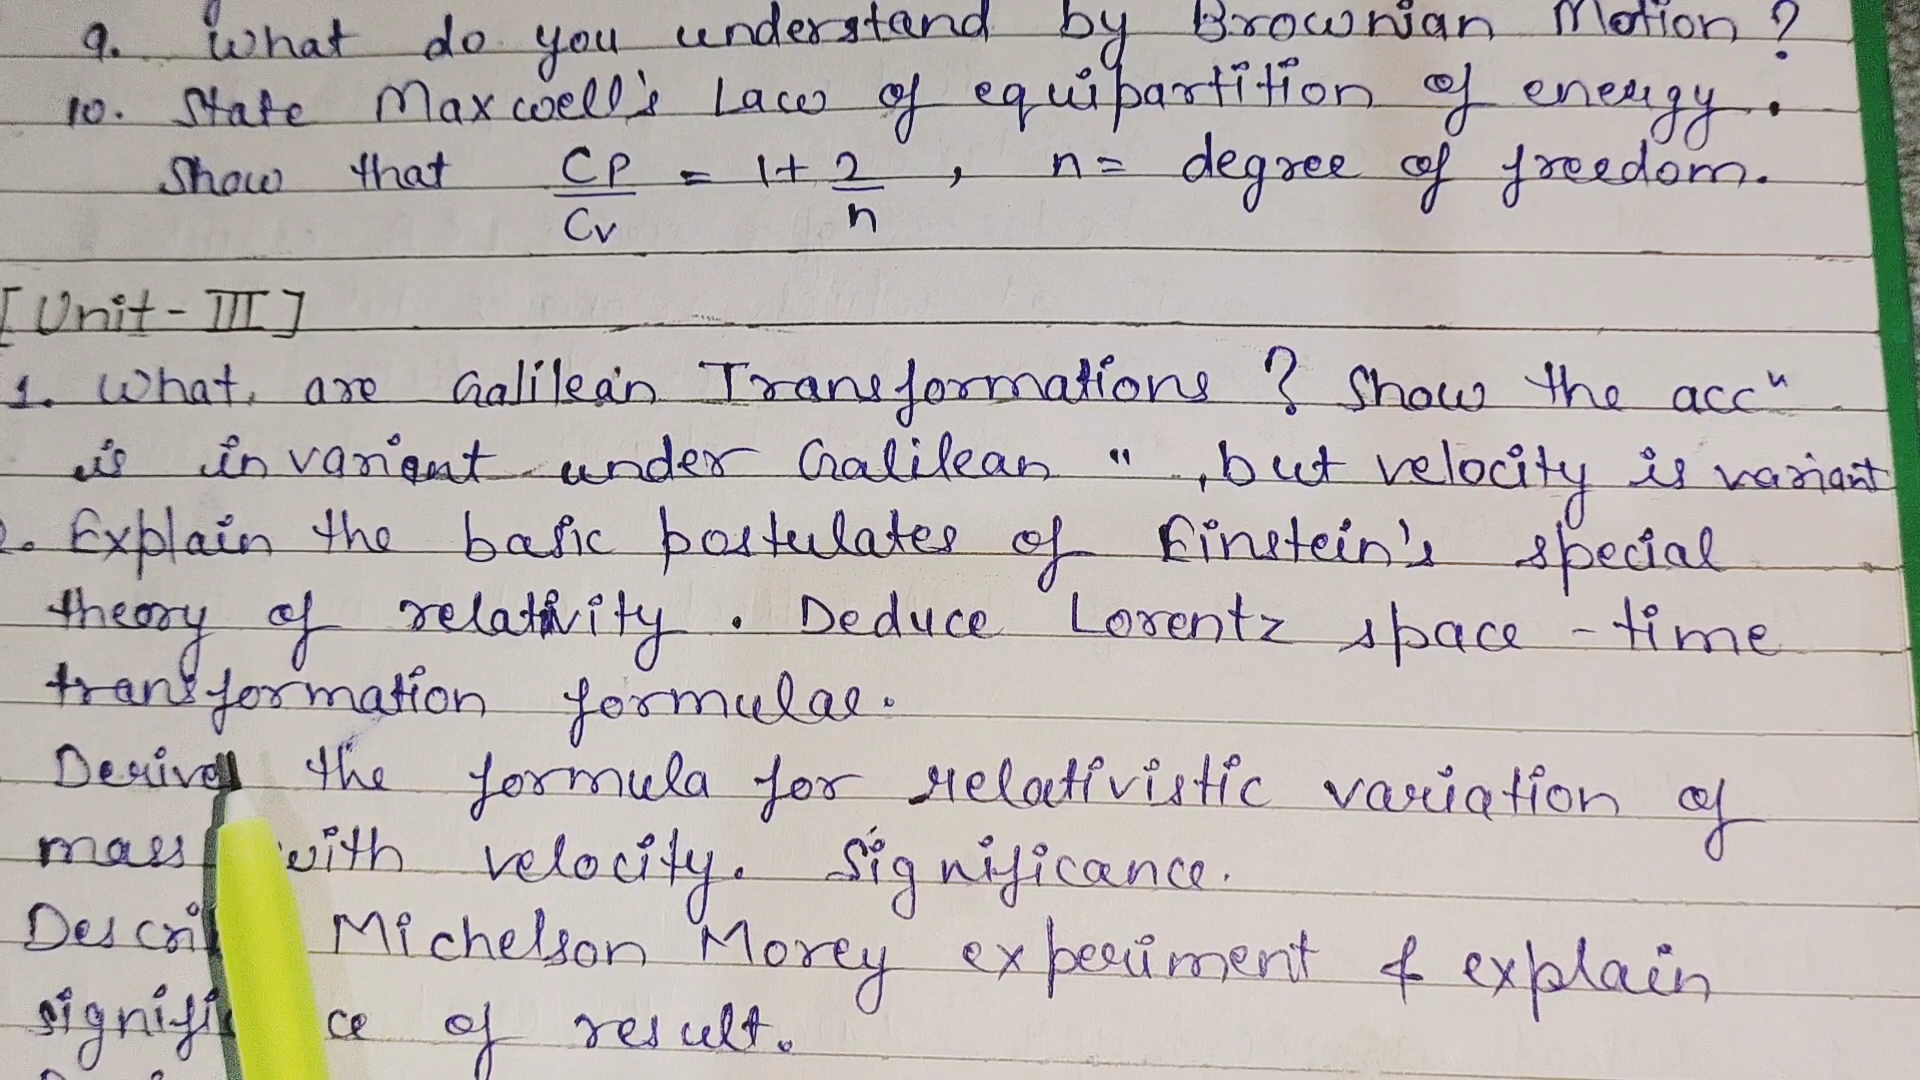 9. What do you understand by Brownian Motion ?
10. State Maxwell's Law of equipartition of energy.
Show that CP/Cv = 1 + 2/n , n = degree of freedom.
[Unit - III]
1. What are Galilean Transformations ? Show the accⁿ
is invariant under Galilean " , but velocity is variant
2. Explain the basic postulates of Einstein's special
theory of relativity. Deduce Lorentz space - time
transformation formulae.
Derive the formula for relativistic variation of
mass with velocity. Significance.
Michelson Morey experiment & explain
of result.